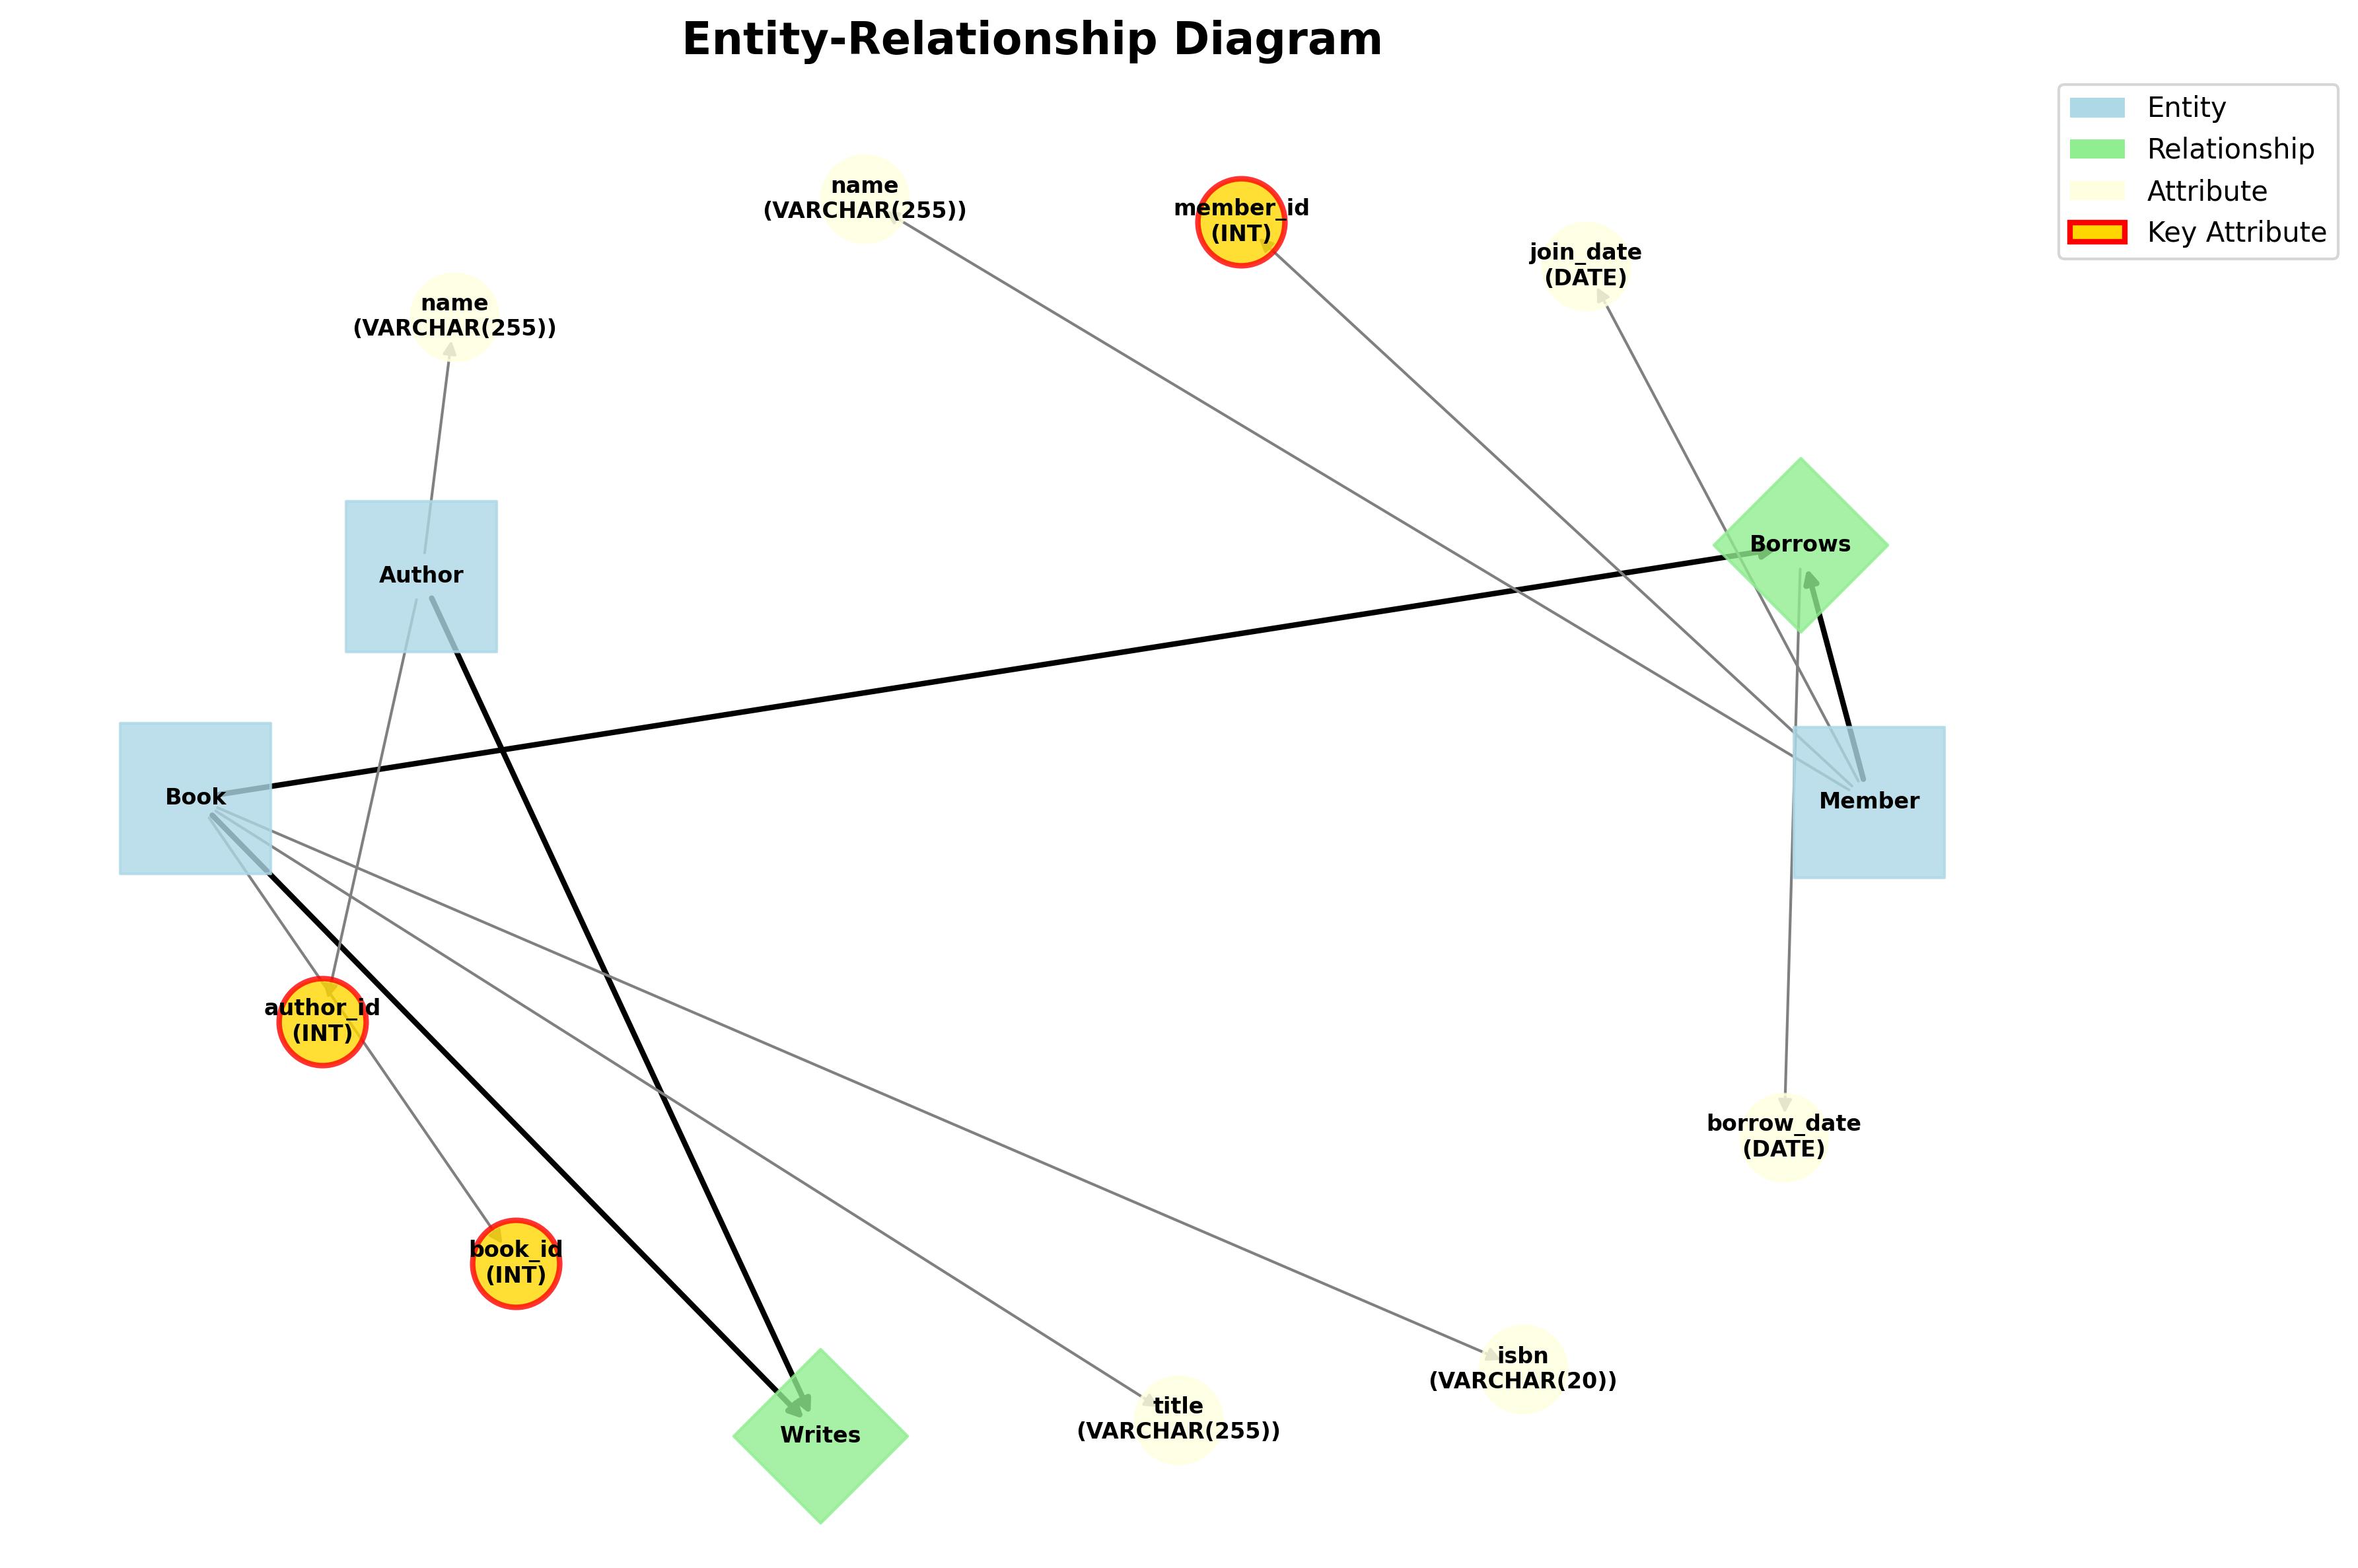 Entity-Relationship Diagram
Entity
Relationship
Attribute
Key Attribute
name
(VARCHAR(255))
member_id
(INT)
join_date
(DATE)
name
(VARCHAR(255))
Borrows
Author
Book
Member
author_id
(INT)
borrow_date
(DATE)
book_id
(INT)
isbn
(VARCHAR(20))
title
(VARCHAR(255))
Writes